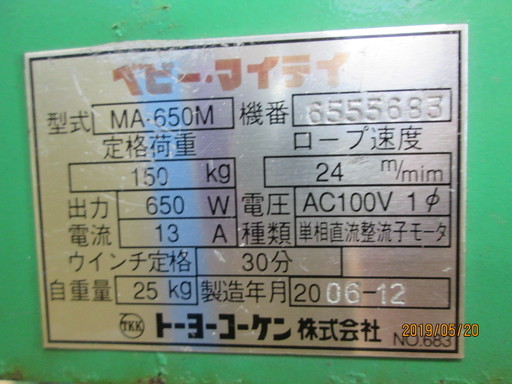 ベビー・マイティ
型式 MA-650M 機番 6555683
定格荷重 ロープ速度
150 kg 24 m/mim
出力 650 W 電圧 AC100V 1φ
電流 13 A 種類 単相直流整流子モータ
ウインチ定格 30分
自重量 25kg 製造年月 2006-12
TKK トーヨーコーケン株式会社
NO.683
2019/05/20